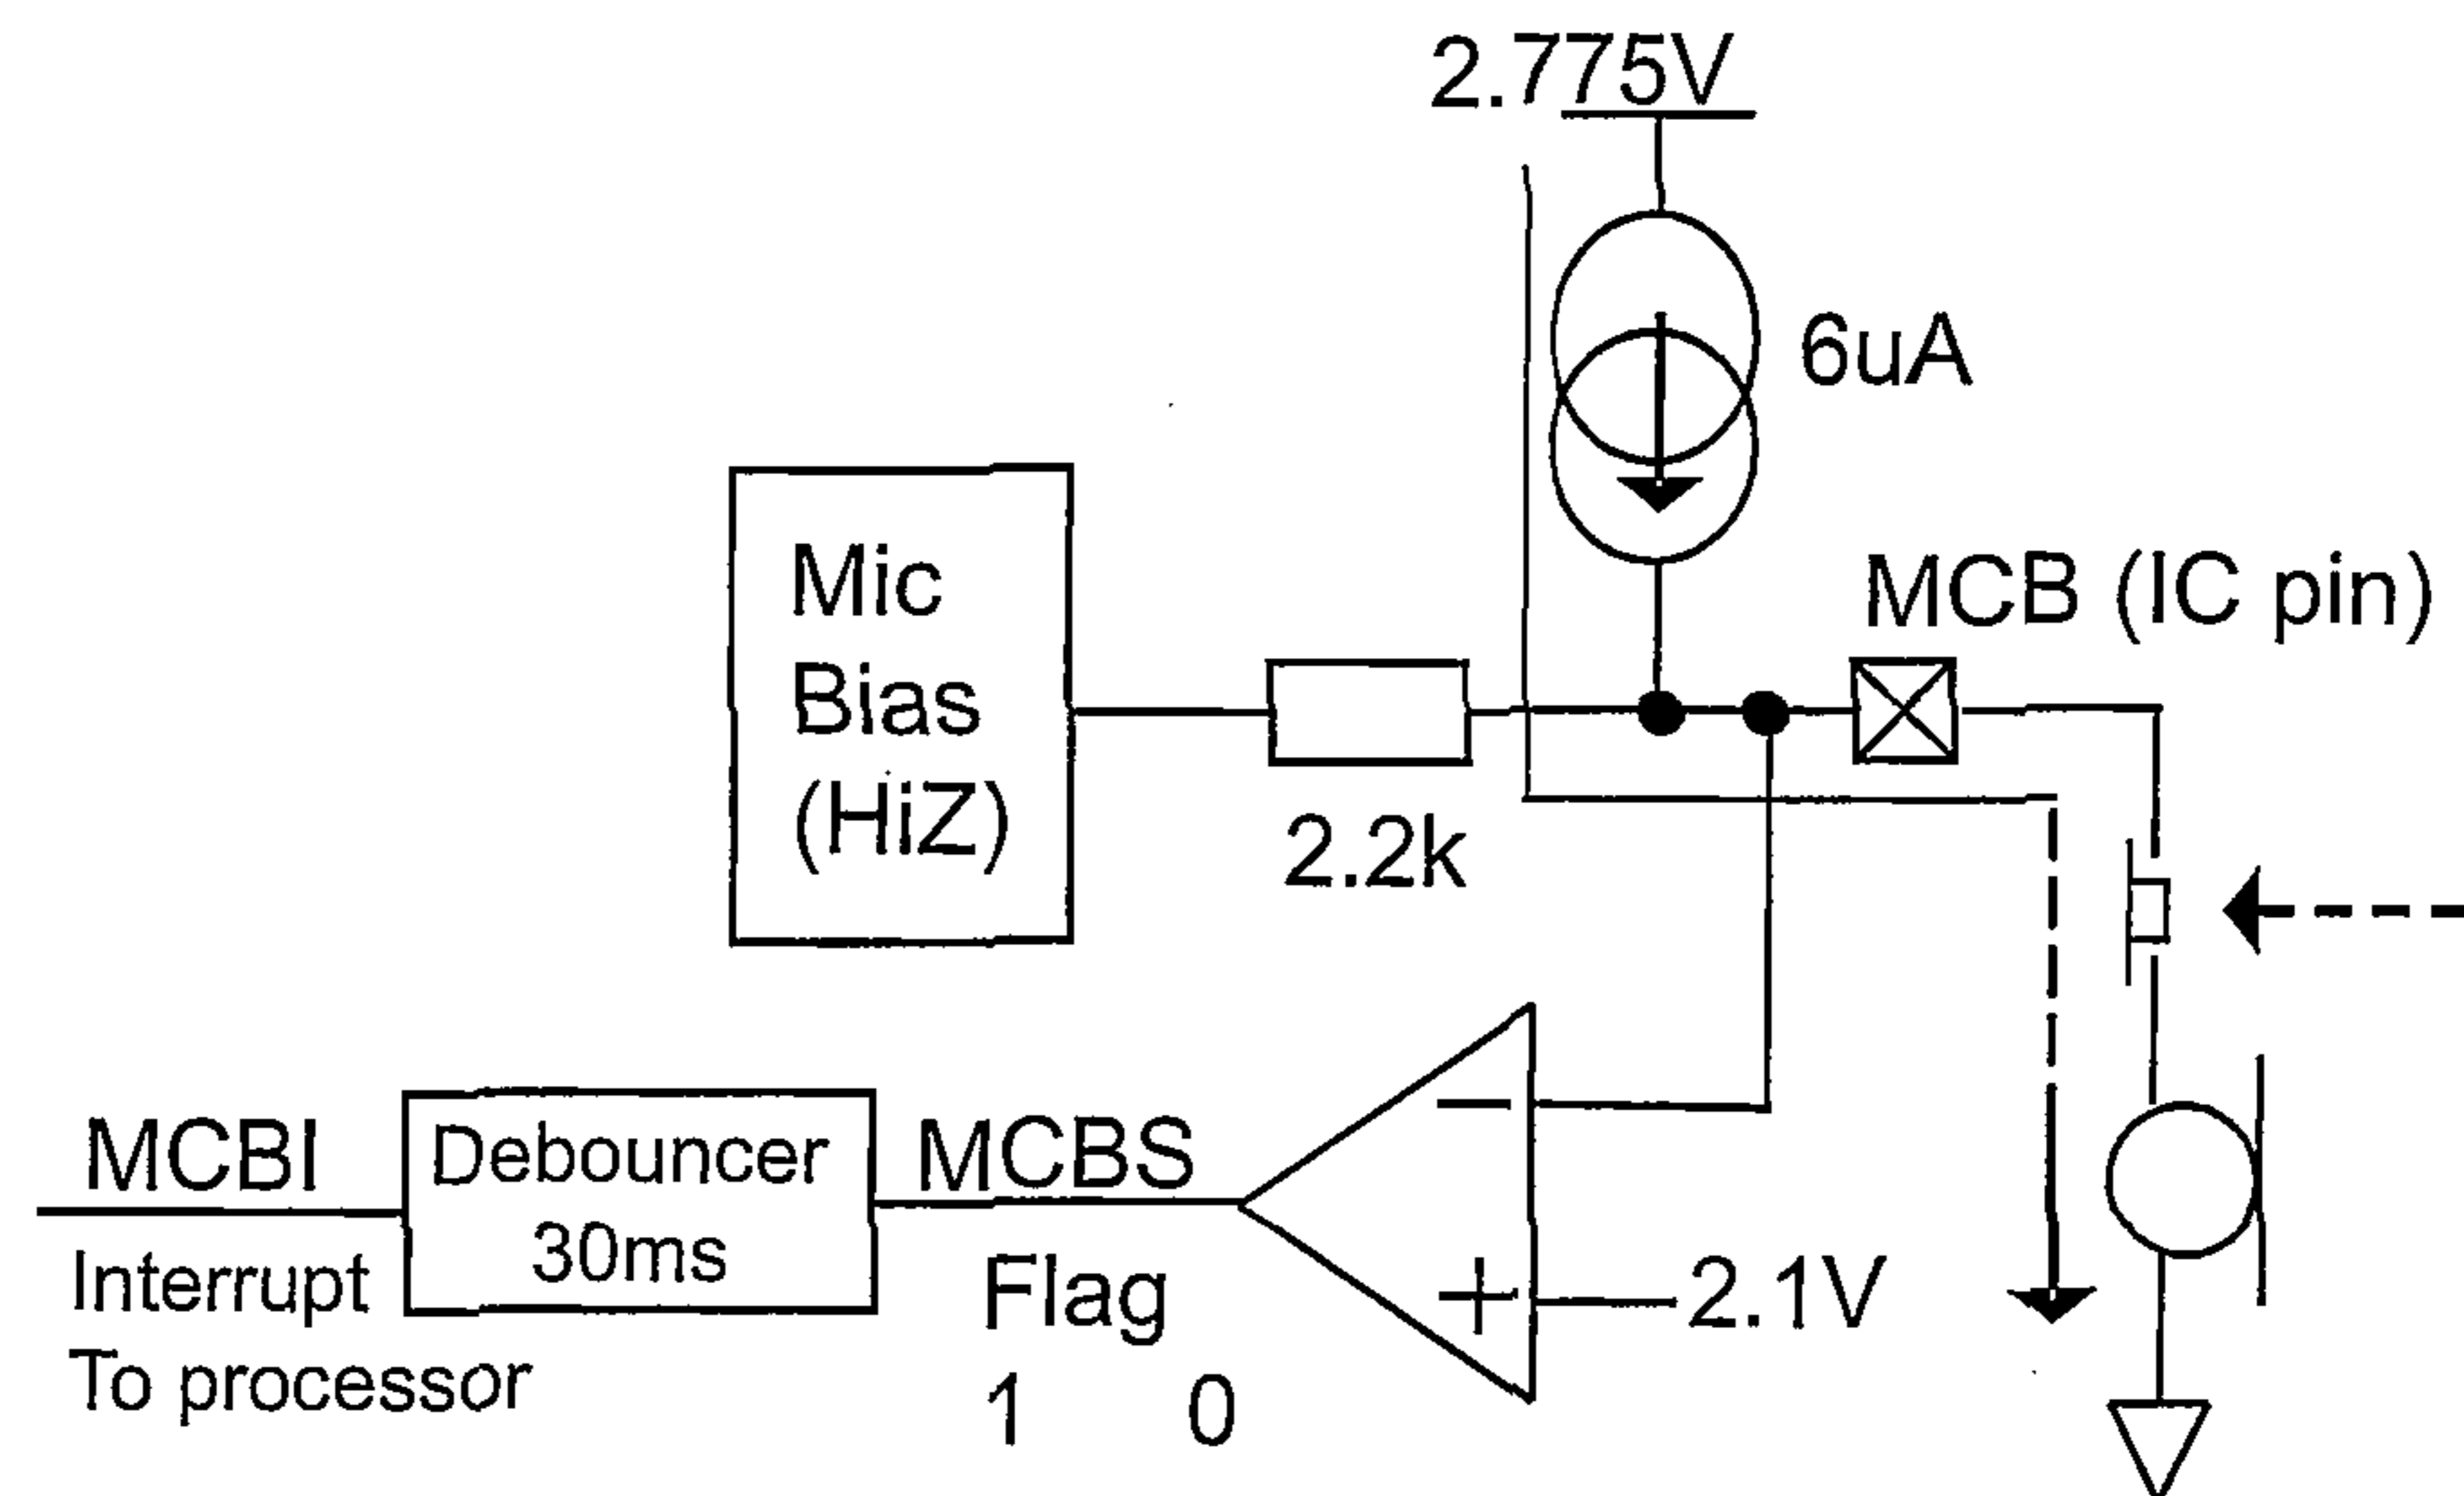 2.775V
6uA
MCB (IC pin)
Mic
Bias
(HiZ)
2.2k
MCBI
Debouncer
30ms
MCBS
Interrupt
To processor
Flag
1 0
2.1V